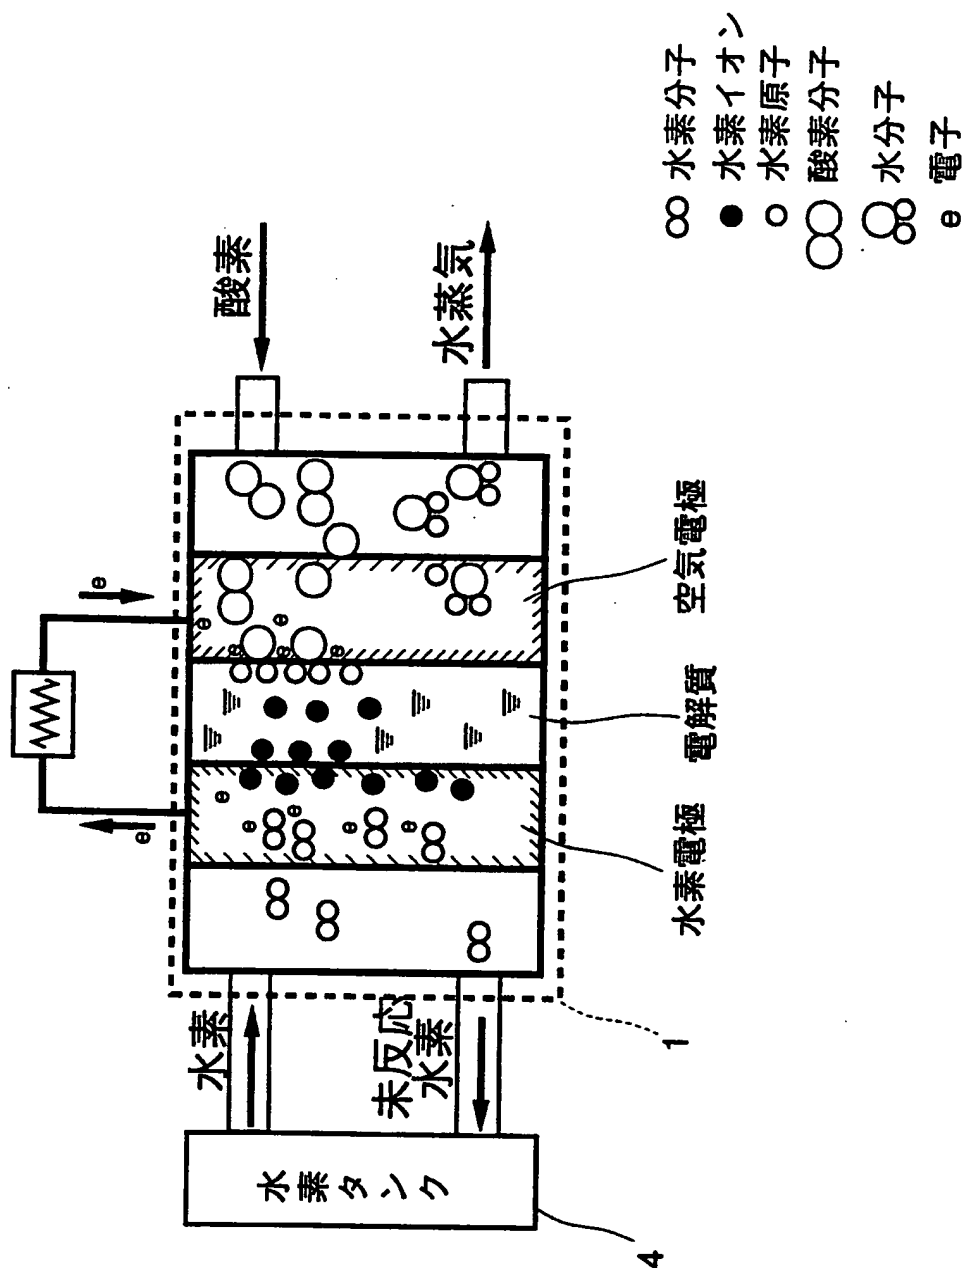 水素タンク
4
水素
未反応
水素
1
e
e
酸素
水蒸気
水素電極
電解質
空気電極
e
e
e
e
e
e
e
e
e
e
水素分子
水素イオン
水素原子
酸素分子
水分子
e 電子